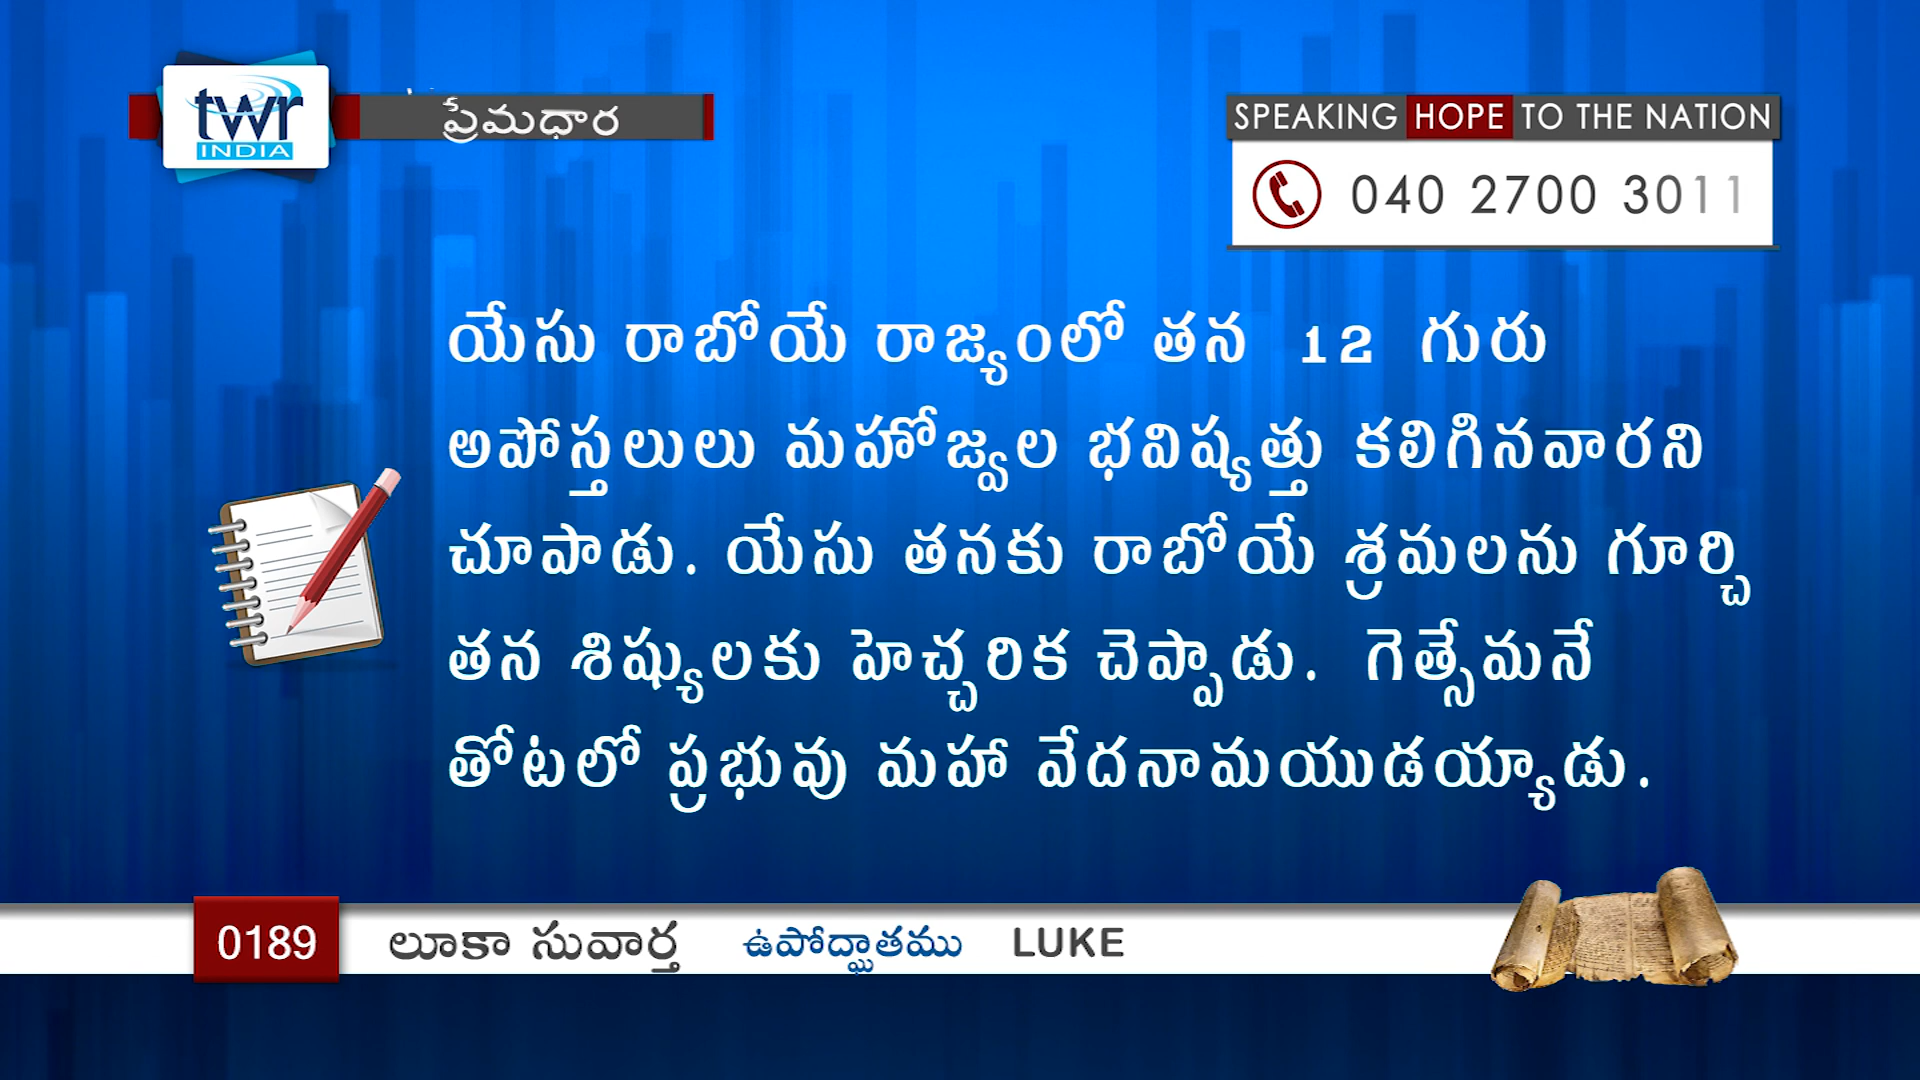 twr
INDIA
ప్రేమధార
SPEAKING HOPE TO THE NATION
040 2700 3011
యేసు రాబోయే రాజ్యంలో తన 12 గురు
అపోస్తలులు మహోజ్వల భవిష్యత్తు కలిగినవారని
చూపాడు. యేసు తనకు రాబోయే శ్రమలను గూర్చి
తన శిష్యులకు హెచ్చరిక చెప్పాడు. గెత్సేమనే
తోటలో ప్రభువు మహా వేదనామయుడయ్యాడు.
0189 లూకా సువార్త ఉపోద్ఘాతము LUKE